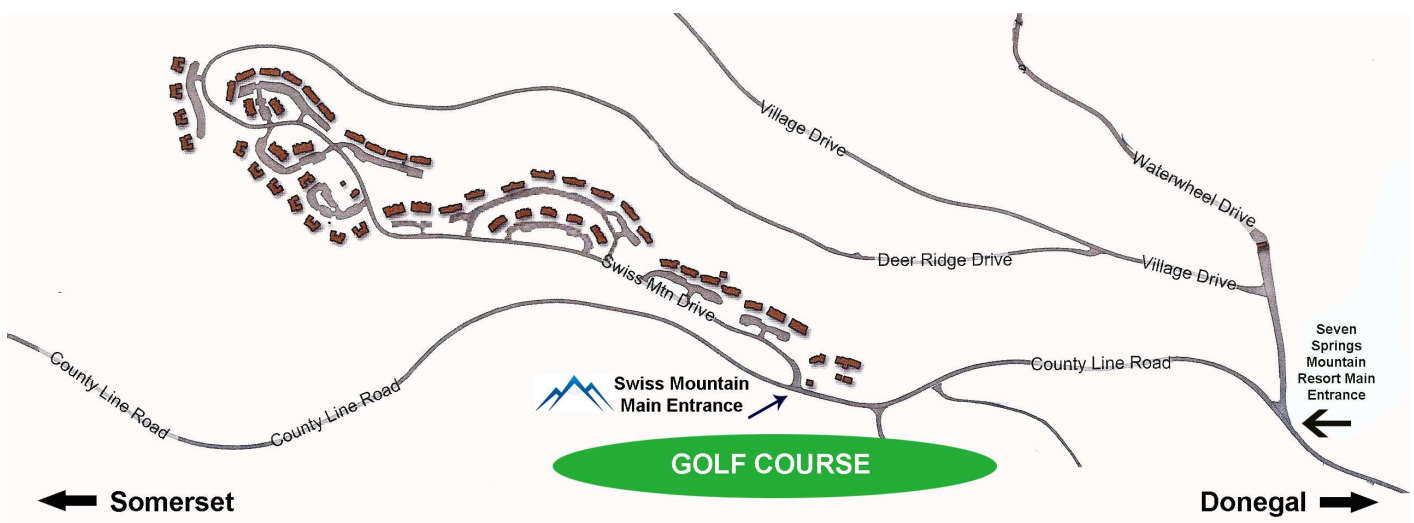 Village Drive
Waterwheel Drive
Deer Ridge Drive
Village Drive
Swiss Mtn Drive
Seven
Springs
Mountain
Resort Main
Entrance
County Line Road
County Line Road
County Line Road
Swiss Mountain
Main Entrance
GOLF COURSE
Somerset
Donegal